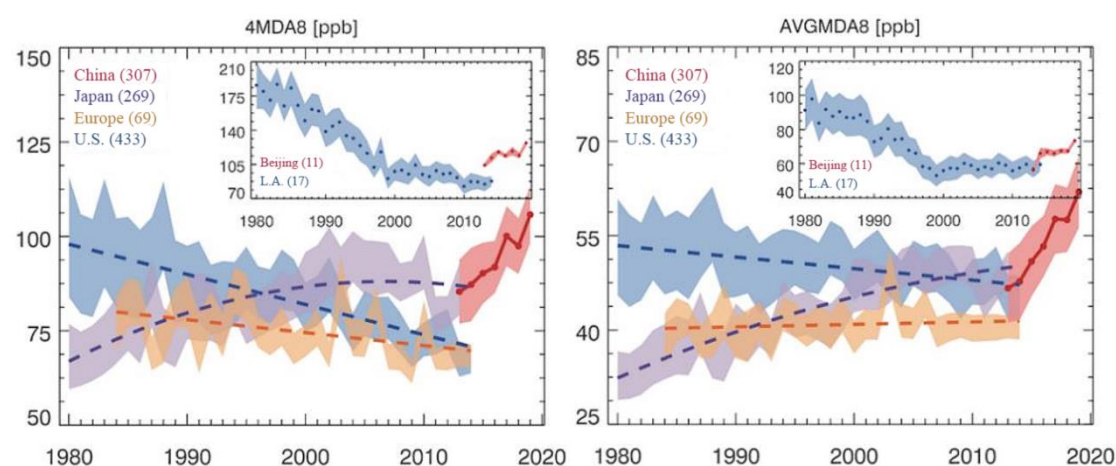 4MDA8 [ppb]
150
125
100
75
50
China (307)
Japan (269)
Europe (69)
U.S. (433)
210
175
140
105
70
Beijing (11)
L.A. (17)
1980 1990 2000 2010
1980 1990 2000 2010 2020
AVGMDA8 [ppb]
85
70
55
40
25
China (307)
Japan (269)
Europe (69)
U.S. (433)
120
100
80
60
40
Beijing (11)
L.A. (17)
1980 1990 2000 2010
1980 1990 2000 2010 2020